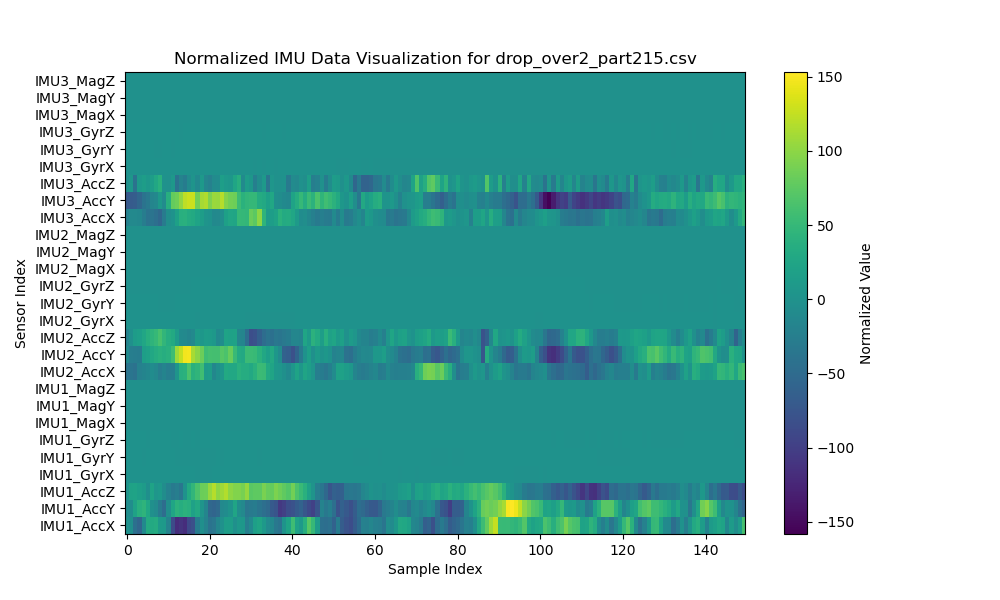 Normalized IMU Data Visualization for drop_over2_part215.csv
Sensor Index
IMU3_MagZ
IMU3_MagY
IMU3_MagX
IMU3_GyrZ
IMU3_GyrY
IMU3_GyrX
IMU3_AccZ
IMU3_AccY
IMU3_AccX
IMU2_MagZ
IMU2_MagY
IMU2_MagX
IMU2_GyrZ
IMU2_GyrY
IMU2_GyrX
IMU2_AccZ
IMU2_AccY
IMU2_AccX
IMU1_MagZ
IMU1_MagY
IMU1_MagX
IMU1_GyrZ
IMU1_GyrY
IMU1_GyrX
IMU1_AccZ
IMU1_AccY
IMU1_AccX
0 20 40 60 80 100 120 140
Sample Index
150
100
50
0
−50
−100
−150
Normalized Value